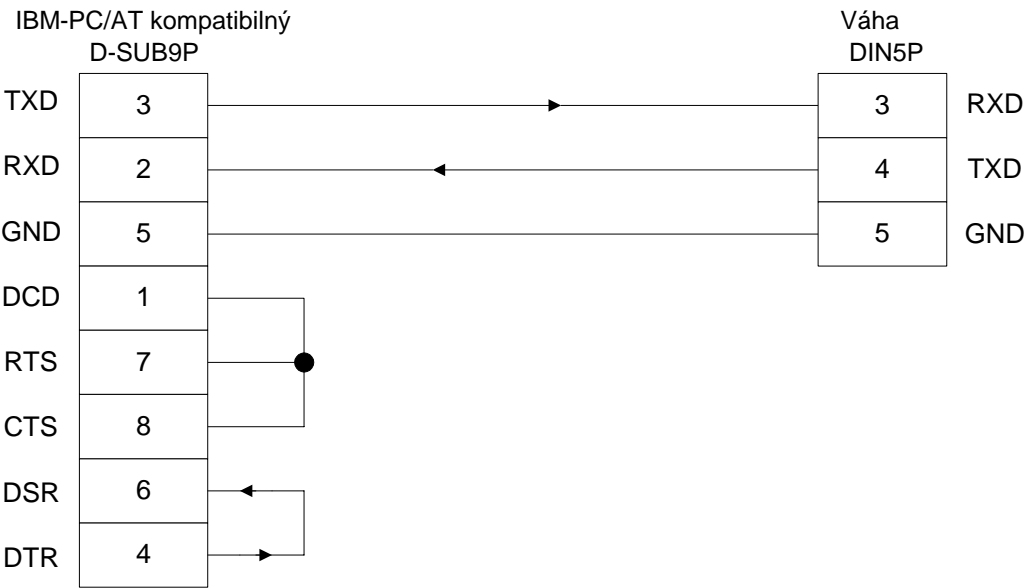 IBM-PC/AT kompatibilný Váha
D-SUB9P DIN5P
TXD 3 3 RXD
RXD 2 4 TXD
GND 5 5 GND
DCD 1
RTS 7
CTS 8
DSR 6
DTR 4